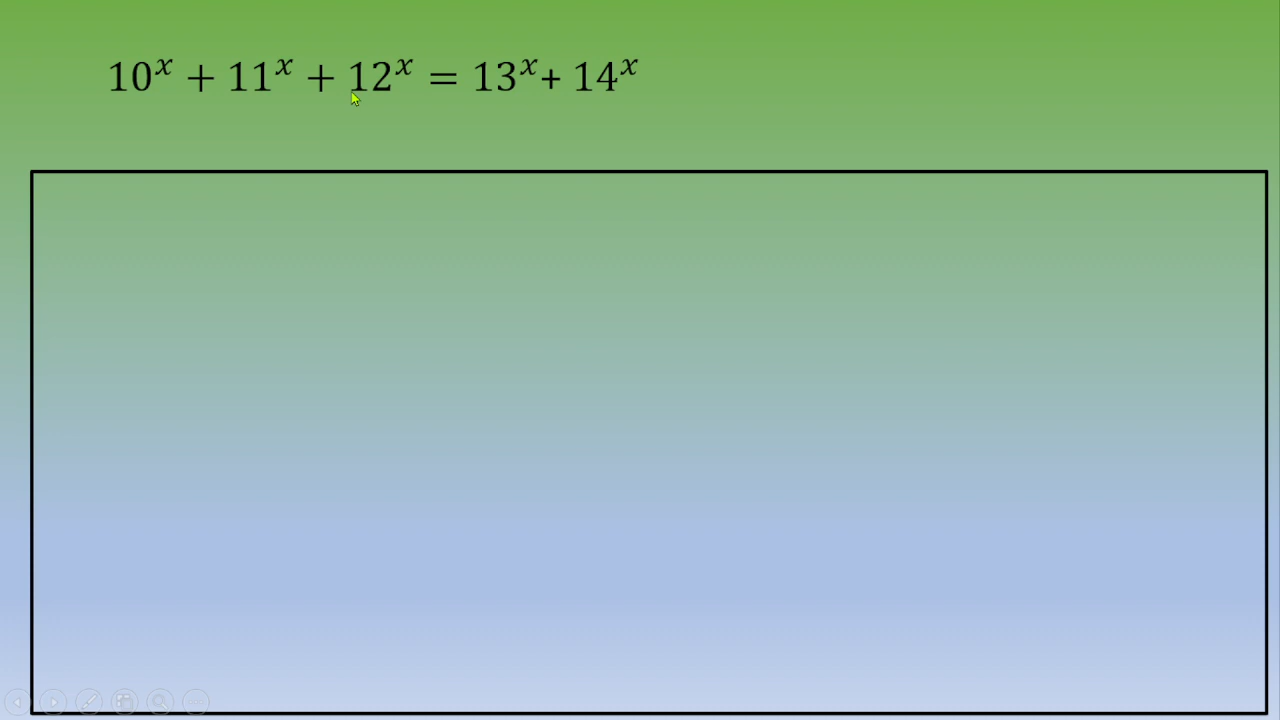 10^x + 11^x + 12^x = 13^x + 14^x